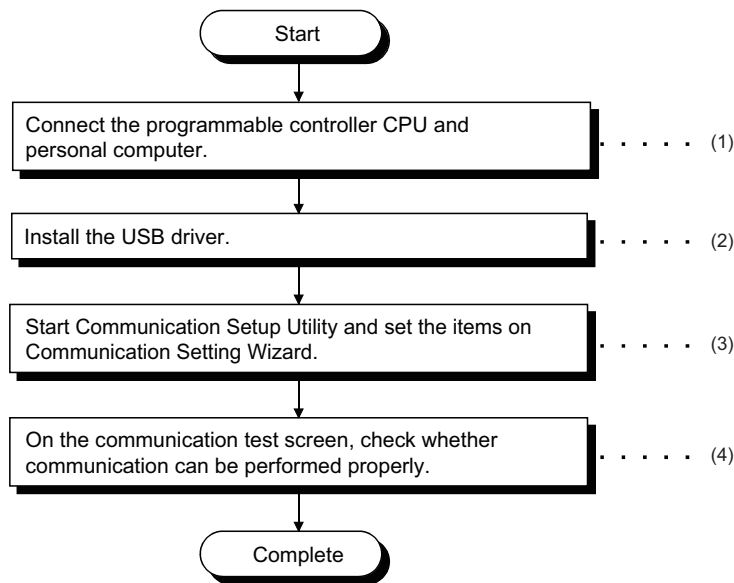 Start
Connect the programmable controller CPU and
personal computer.
(1)
Install the USB driver.
(2)
Start Communication Setup Utility and set the items on
Communication Setting Wizard.
(3)
On the communication test screen, check whether
communication can be performed properly.
(4)
Complete